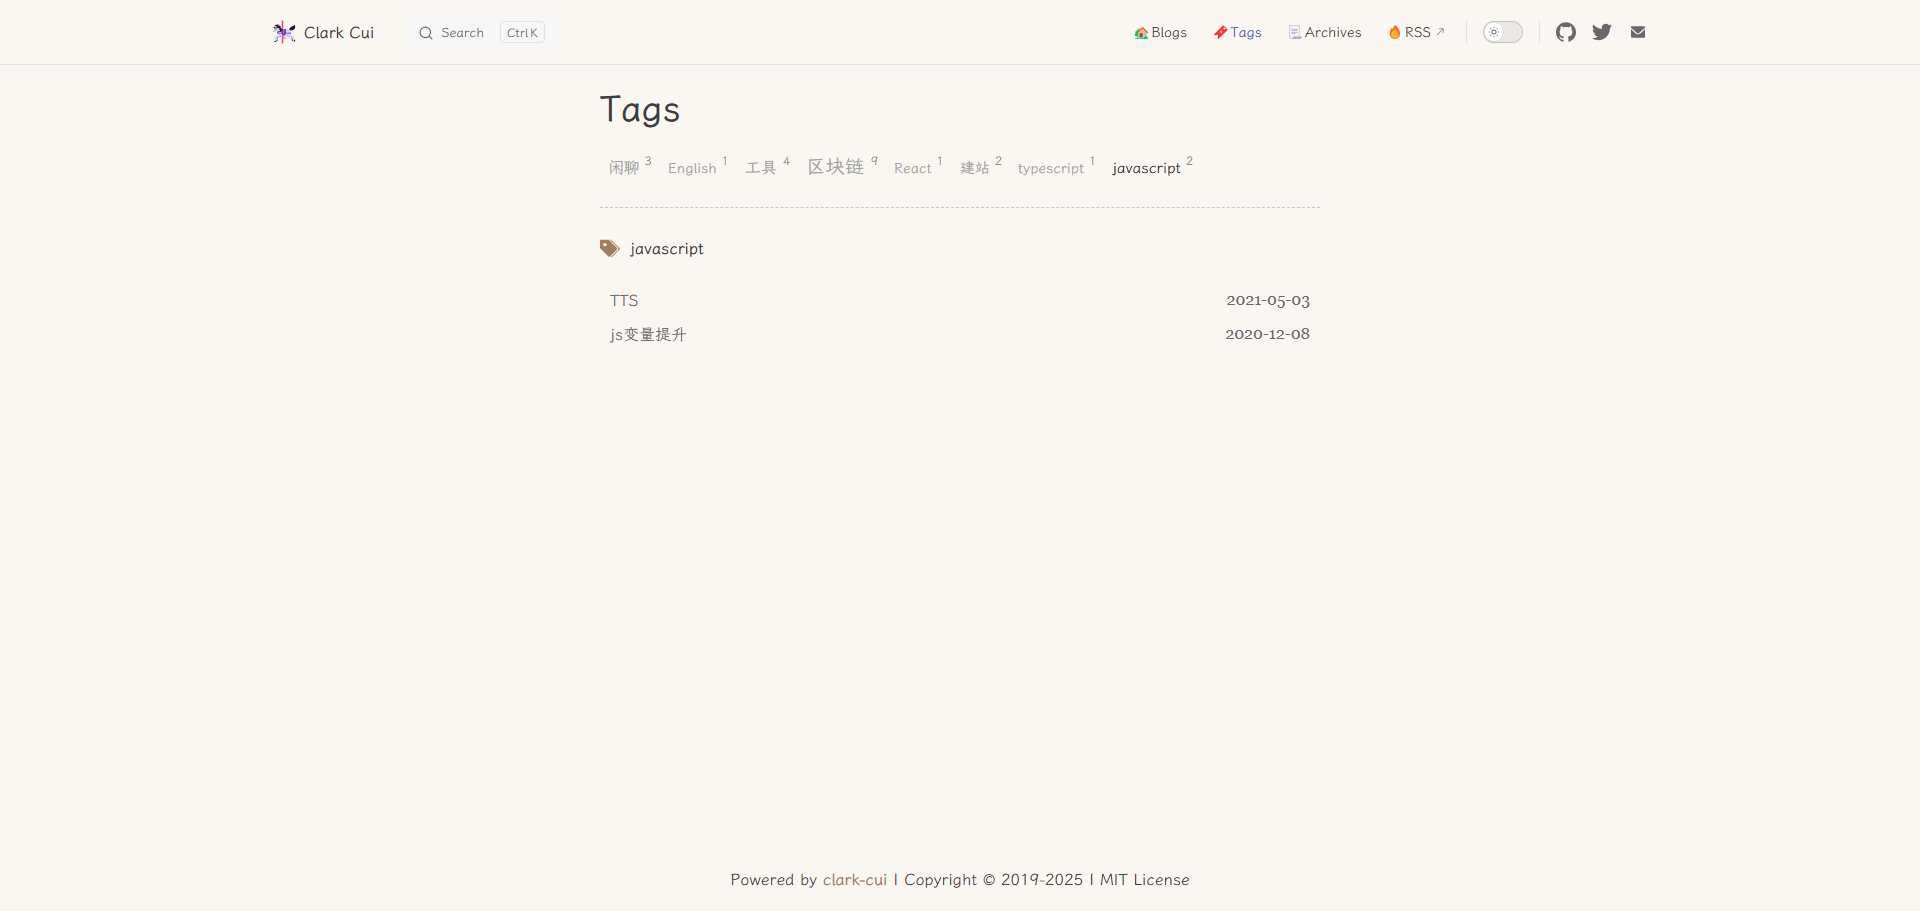 Clark Cui Search Ctrl K Blogs Tags Archives RSS
Tags
闲聊 3 English 1 工具 4 区块链 9 React 1 建站 2 typescript 1 javascript 2
javascript
TTS 2021-05-03
js变量提升 2020-12-08
Powered by clark-cui | Copyright © 2019-2025 | MIT License